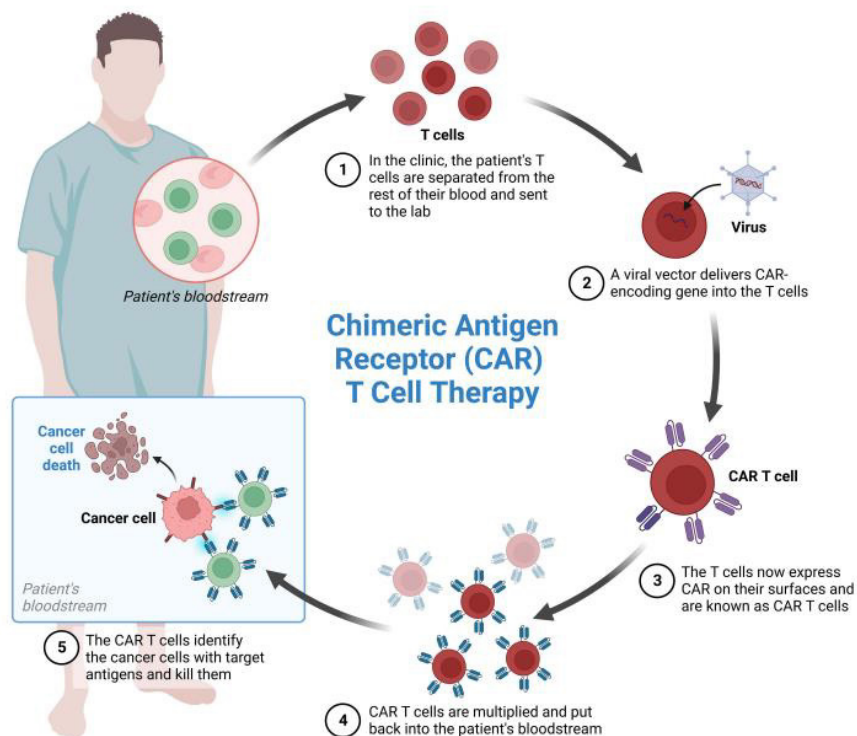 T cells
1
In the clinic, the patient's T
cells are separated from the
rest of their blood and sent
to the lab
Virus
2
A viral vector delivers CAR-
encoding gene into the T cells
Patient's bloodstream
Chimeric Antigen
Receptor (CAR)
T Cell Therapy
CAR T cell
3
The T cells now express
CAR on their surfaces and
are known as CAR T cells
4
CAR T cells are multiplied and put
back into the patient's bloodstream
Cancer
cell
death
Cancer cell
Patient's
bloodstream
5
The CAR T cells identify
the cancer cells with target
antigens and kill them